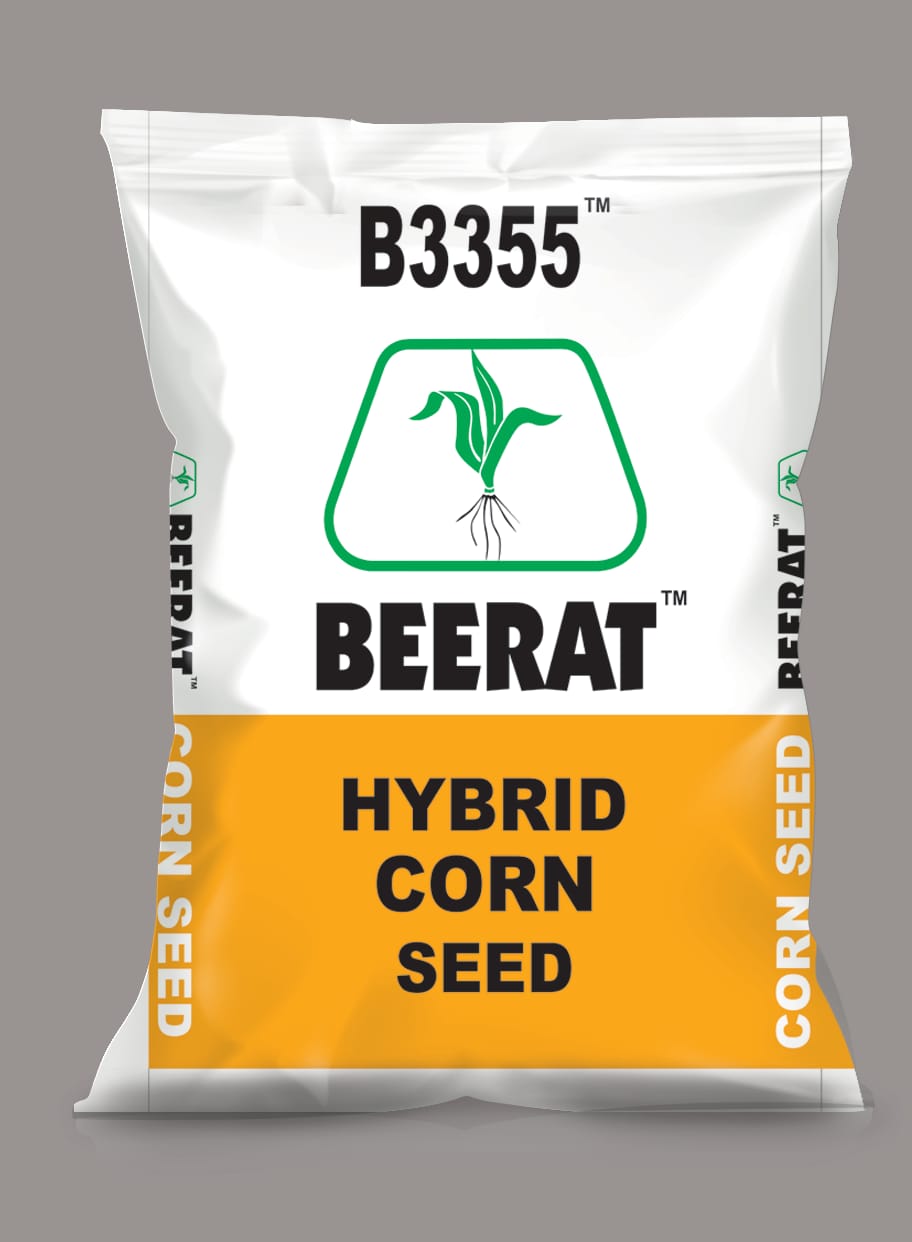 B3355™
BEERAT™
HYBRID
CORN
SEED
BEERAT™
CORN SEED
BEERAT™
CORN SEED